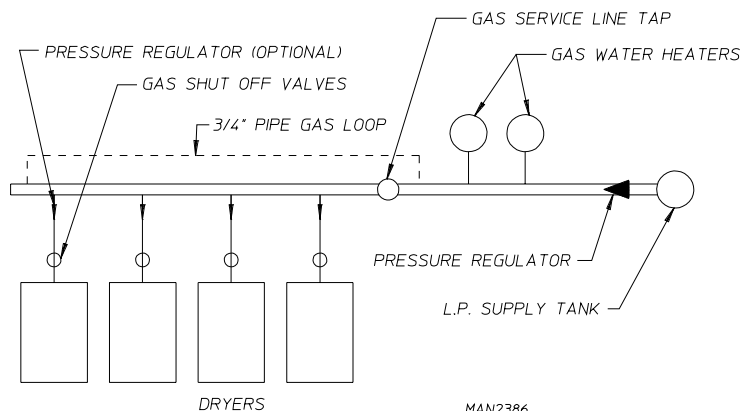 GAS SERVICE LINE TAP
PRESSURE REGULATOR (OPTIONAL)
GAS WATER HEATERS
GAS SHUT OFF VALVES
3/4" PIPE GAS LOOP
PRESSURE REGULATOR
L.P. SUPPLY TANK
DRYERS
MAN2386